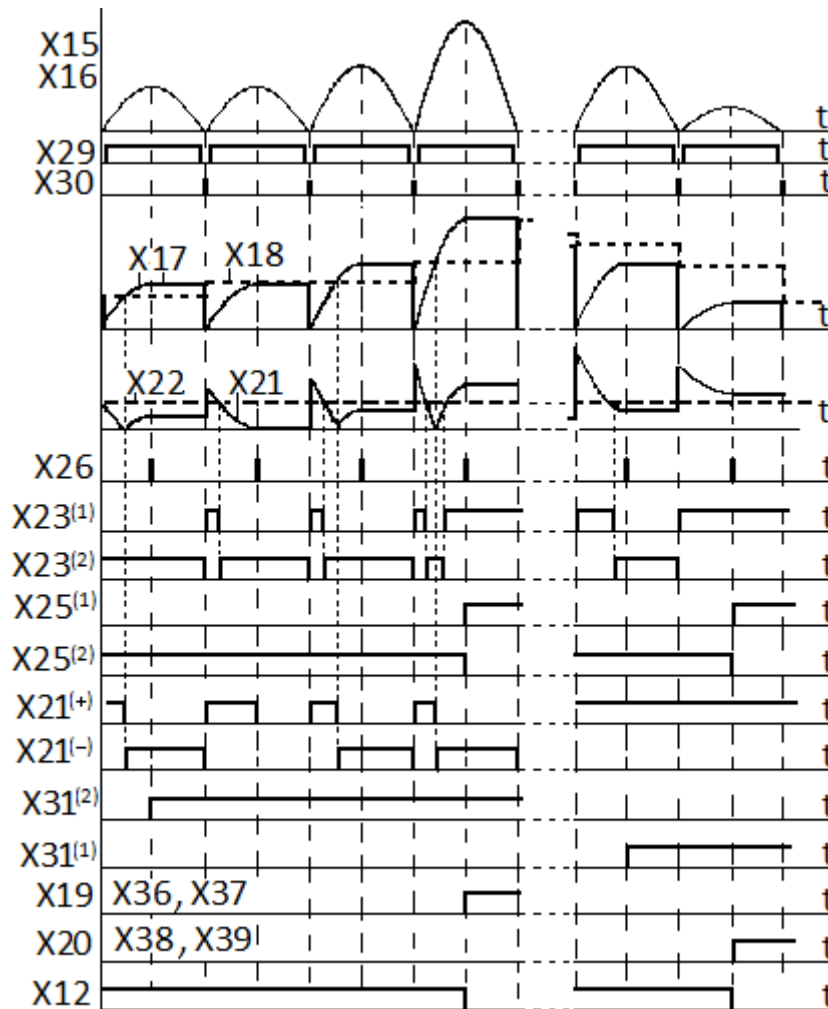 X15
X16 t
X29 t
X30 t
X17 X18 t
X22 X21 t
X26 t
X23(1) t
X23(2) t
X25(1) t
X25(2) t
X21(+) t
X21(−) t
X31(2) t
X31(1) t
X19 X36, X37 t
X20 X38, X39 t
X12 t